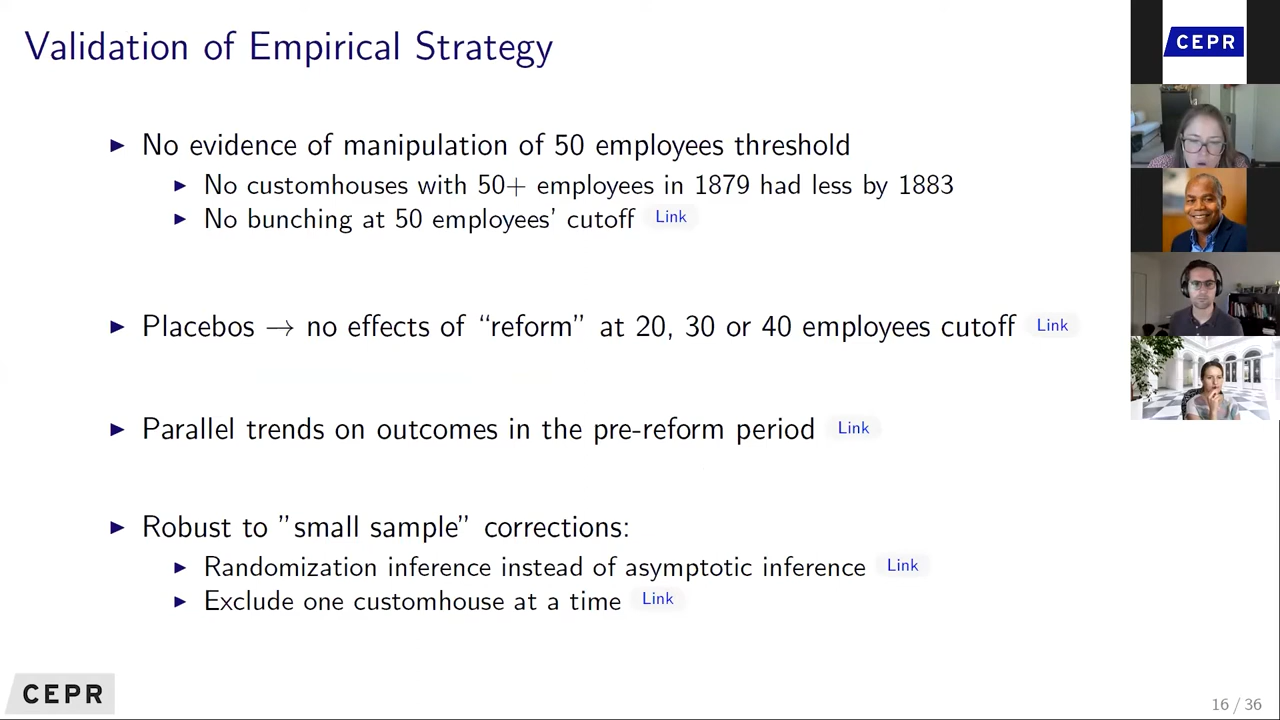 Validation of Empirical Strategy
CEPR
► No evidence of manipulation of 50 employees threshold
► No customhouses with 50+ employees in 1879 had less by 1883
► No bunching at 50 employees' cutoff Link
► Placebos → no effects of “reform” at 20, 30 or 40 employees cutoff Link
► Parallel trends on outcomes in the pre-reform period Link
► Robust to ”small sample” corrections:
► Randomization inference instead of asymptotic inference Link
► Exclude one customhouse at a time Link
CEPR
16 / 36